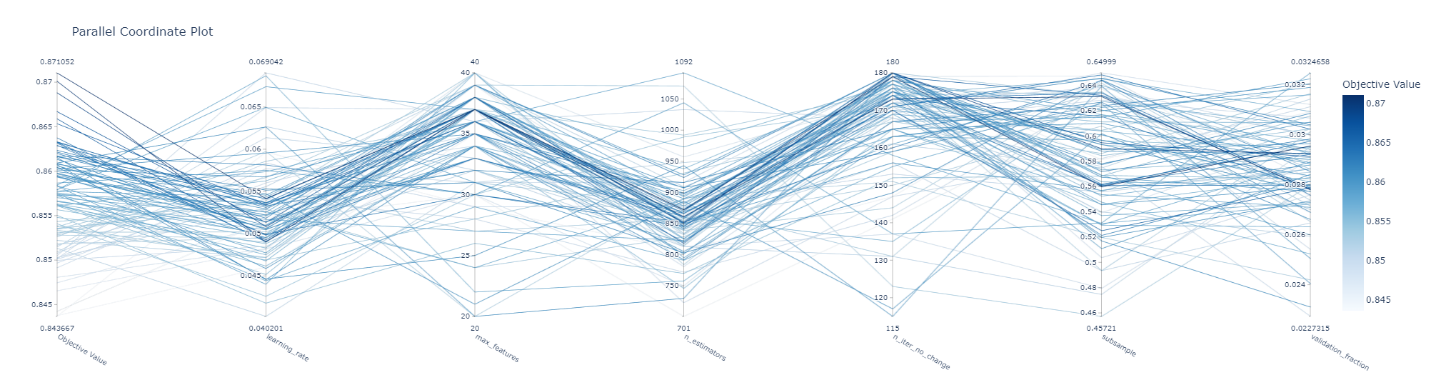 Parallel Coordinate Plot
0.871052 0.069042 40 1092 180 0.64999 0.0324658
Objective Value
0.87 0.865 0.86 0.855 0.85 0.845
0.065 0.06 0.055 0.05 0.045
40 35 30 25 20
1050 1000 950 900 850 800 750
180 170 160 150 140 130 120
0.64 0.62 0.6 0.58 0.56 0.54 0.52 0.5 0.48 0.46
0.032 0.03 0.028 0.026 0.024
0.87 0.865 0.86 0.855 0.85 0.845
0.843667 0.040201 20 701 115 0.45721 0.0227315
Objective Value learning_rate max_features n_estimators n_iter_no_change subsample validation_fraction